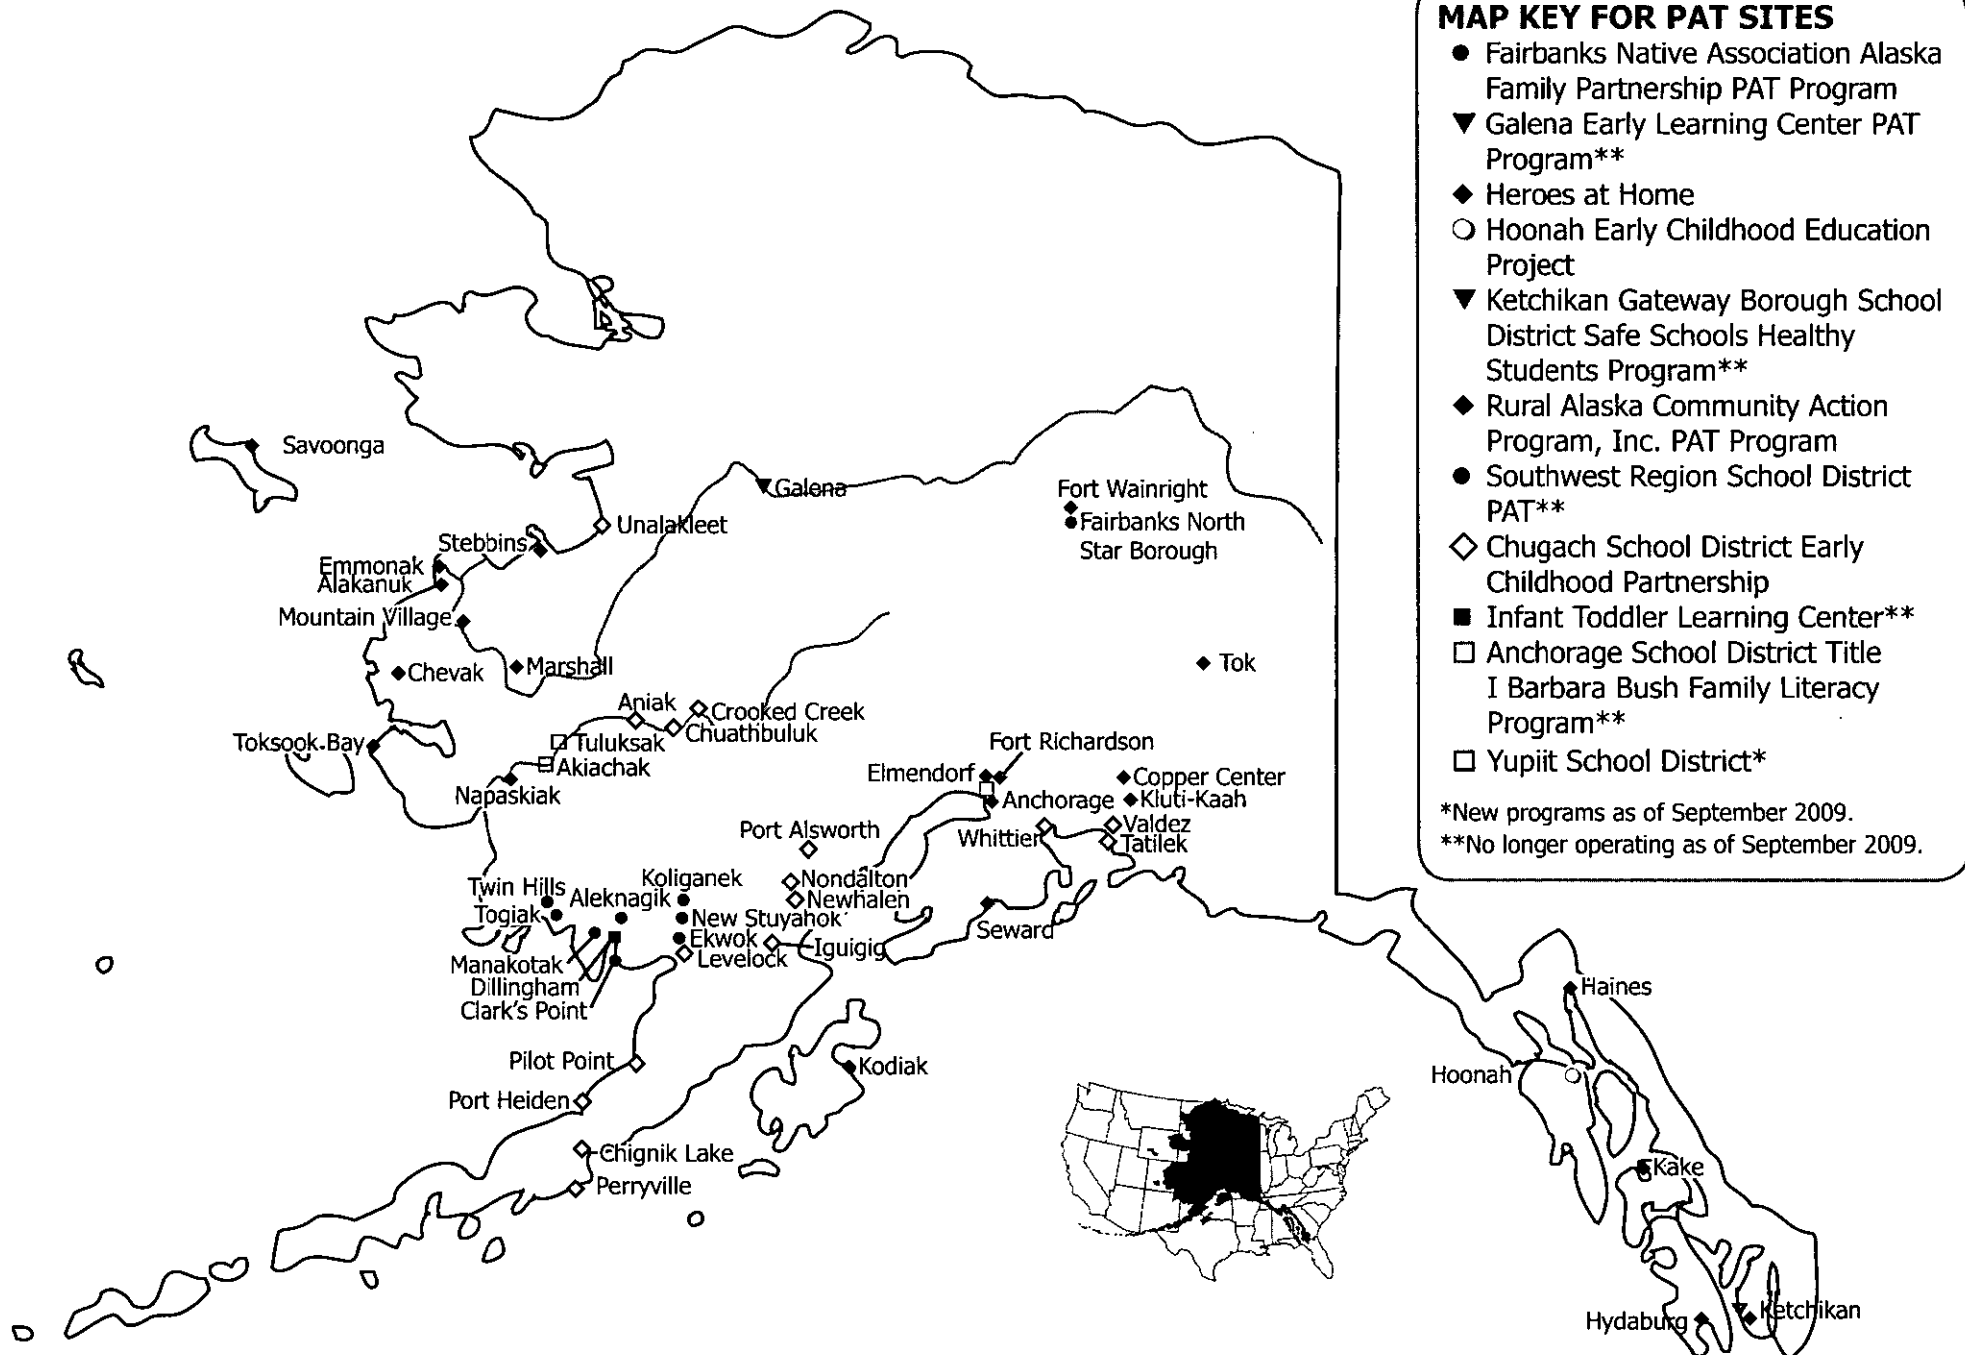 MAP KEY FOR PAT SITES
Fairbanks Native Association Alaska
Family Partnership PAT Program
Galena Early Learning Center PAT
Program**
Heroes at Home
Hoonah Early Childhood Education
Project
Ketchikan Gateway Borough School
District Safe Schools Healthy
Students Program**
Rural Alaska Community Action
Program, Inc. PAT Program
Southwest Region School District
PAT**
Chugach School District Early
Childhood Partnership
Infant Toddler Learning Center**
Anchorage School District Title
I Barbara Bush Family Literacy
Program**
Yupiit School District*
*New programs as of September 2009.
**No longer operating as of September 2009.
Savoonga
Galena
Fort Wainright
Fairbanks North
Star Borough
Unalakleet
Stebbins
Emmonak
Alakanuk
Mountain Village
Chevak
Marshall
Tok
Aniak
Crooked Creek
Chuathbuluk
Toksook Bay
Tuluksak
Akiachak
Napaskiak
Fort Richardson
Elmendorf
Copper Center
Anchorage
Kluti-Kaah
Port Alsworth
Whittier
Valdez
Tatilek
Twin Hills
Aleknagik
Koliganek
Nondalton
Newhalen
Togiak
New Stuyahok
Seward
Ekwok
Iguigig
Levelock
Manakotak
Dillingham
Clark's Point
Haines
Pilot Point
Kodiak
Hoonah
Port Heiden
Chignik Lake
Perryville
Kake
Hydaburg
Ketchikan